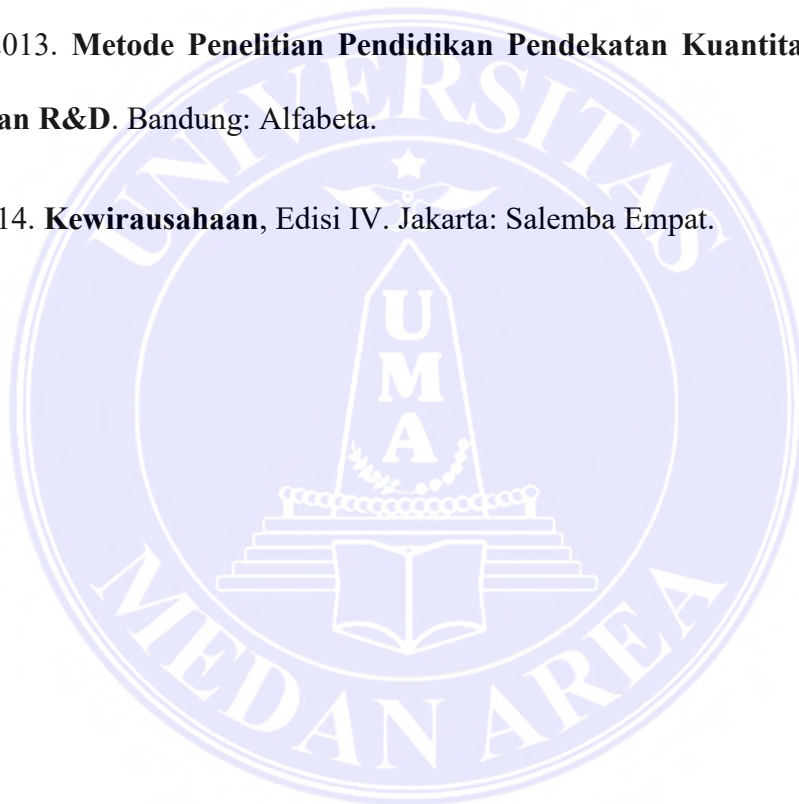 2013. Metode Penelitian Pendidikan Pendekatan Kuantita
an R&D. Bandung: Alfabeta.
14. Kewirausahaan, Edisi IV. Jakarta: Salemba Empat.
UNIVERSITAS
UMA
MEDAN AREA